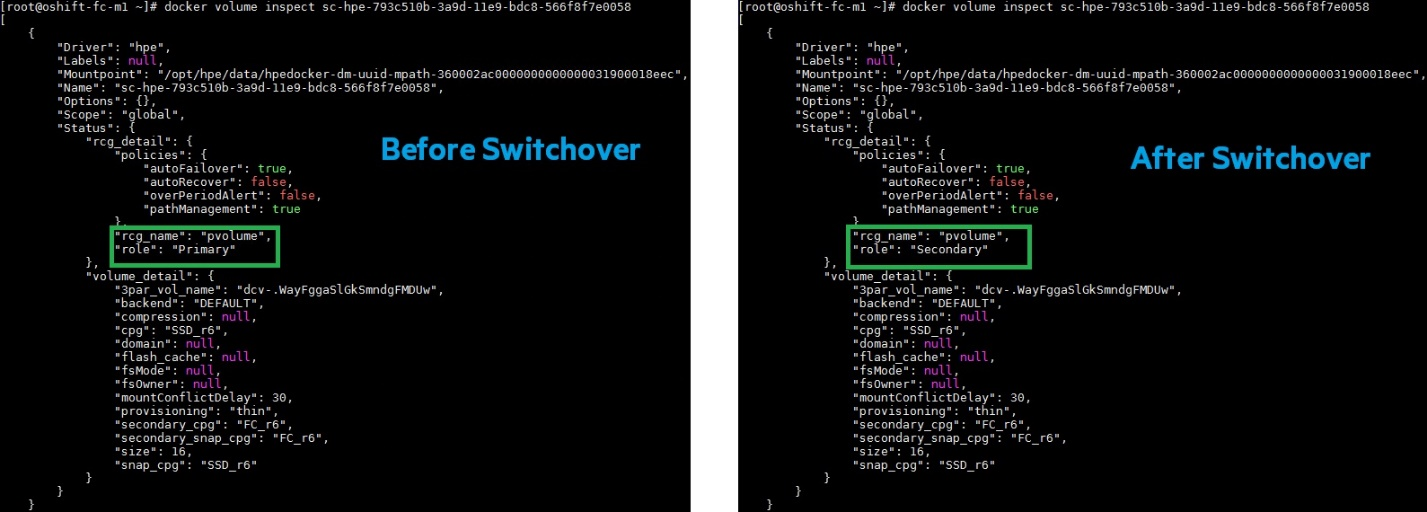 [root@oshift-fc-m1 ~]# docker volume inspect sc-hpe-793c510b-3a9d-11e9-bdc8-566f8f7e0058
[
    {
        "Driver": "hpe",
        "Labels": null,
        "Mountpoint": "/opt/hpe/data/hpedocker-dm-uuid-mpath-360002ac0000000000000031900018eec",
        "Name": "sc-hpe-793c510b-3a9d-11e9-bdc8-566f8f7e0058",
        "Options": {},
        "Scope": "global",
        "Status": {
            "rcg_detail": {
                "policies": {
                    "autoFailover": true,
                    "autoRecover": false,
                    "overPeriodAlert": false,
                    "pathManagement": true
                },
                "rcg_name": "pvolume",
                "role": "Primary"
            },
            "volume_detail": {
                "3par_vol_name": "dcv-.WayFggaSlGkSmndgFMDUw",
                "backend": "DEFAULT",
                "compression": null,
                "cpg": "SSD_r6",
                "domain": null,
                "flash_cache": null,
                "fsMode": null,
                "fsOwner": null,
                "mountConflictDelay": 30,
                "provisioning": "thin",
                "secondary_cpg": "FC_r6",
                "secondary_snap_cpg": "FC_r6",
                "size": 16,
                "snap_cpg": "SSD_r6"
            }
        }
    }
Before Switchover
[root@oshift-fc-m1 ~]# docker volume inspect sc-hpe-793c510b-3a9d-11e9-bdc8-566f8f7e0058
[
    {
        "Driver": "hpe",
        "Labels": null,
        "Mountpoint": "/opt/hpe/data/hpedocker-dm-uuid-mpath-360002ac0000000000000031900018eec",
        "Name": "sc-hpe-793c510b-3a9d-11e9-bdc8-566f8f7e0058",
        "Options": {},
        "Scope": "global",
        "Status": {
            "rcg_detail": {
                "policies": {
                    "autoFailover": true,
                    "autoRecover": false,
                    "overPeriodAlert": false,
                    "pathManagement": true
                },
                "rcg_name": "pvolume",
                "role": "Secondary"
            },
            "volume_detail": {
                "3par_vol_name": "dcv-.WayFggaSlGkSmndgFMDUw",
                "backend": "DEFAULT",
                "compression": null,
                "cpg": "SSD_r6",
                "domain": null,
                "flash_cache": null,
                "fsMode": null,
                "fsOwner": null,
                "mountConflictDelay": 30,
                "provisioning": "thin",
                "secondary_cpg": "FC_r6",
                "secondary_snap_cpg": "FC_r6",
                "size": 16,
                "snap_cpg": "SSD_r6"
            }
        }
    }
After Switchover